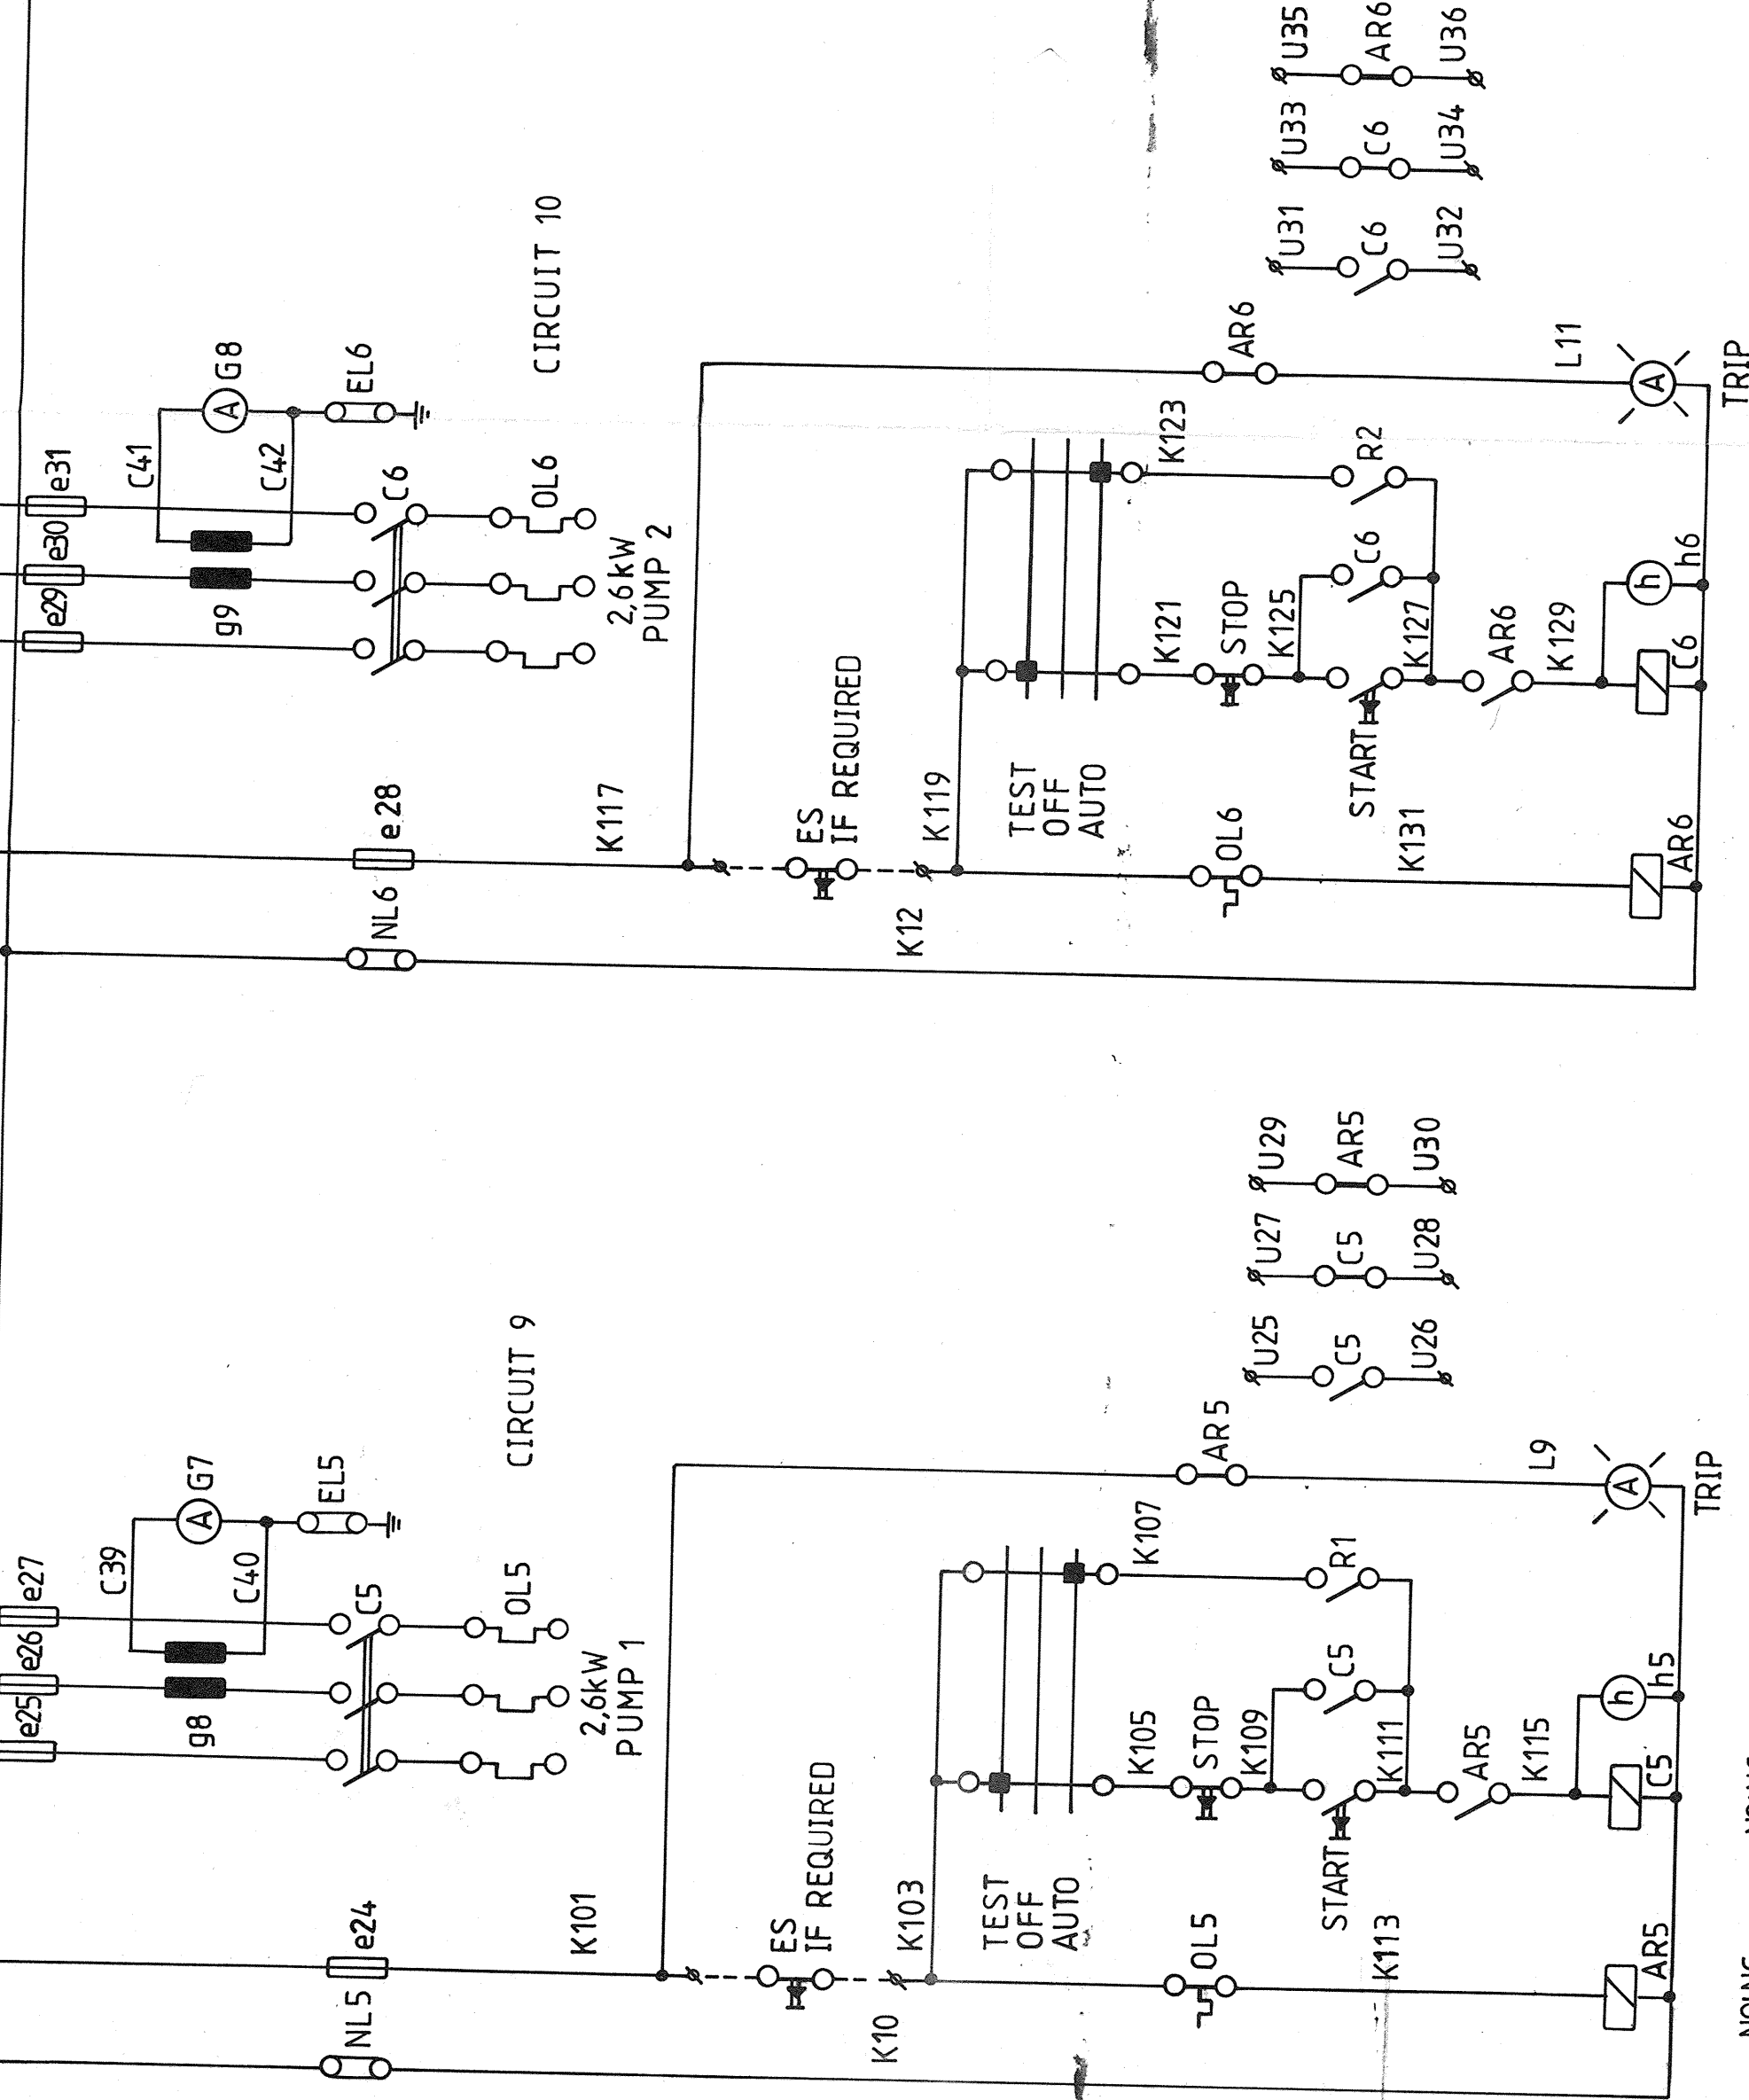 e25
e26
e27
C39
G7
C40
EL5
g8
C5
OL5
2,6kW
PUMP 1
CIRCUIT 9
NL5
e24
K101
ES
IF REQUIRED
K10
K103
TEST
OFF
AUTO
K105
K107
STOP
K109
OL5
START
C5
R1
AR5
K111
K113
AR5
K115
L9
AR5
C5
h
h5
A
A
TRIP
U25
C5
U26
U27
C5
U28
U29
AR5
U30
e29
e30
e31
C41
G8
C42
EL6
g9
C6
OL6
2,6kW
PUMP 2
CIRCUIT 10
NL6
e28
K117
ES
IF REQUIRED
K12
K119
TEST
OFF
AUTO
K121
K123
STOP
K125
OL6
START
C6
R2
AR6
K127
K131
AR6
K129
L11
AR6
C6
h
h6
A
A
TRIP
U31
C6
U32
U33
C6
U34
U35
AR6
U36